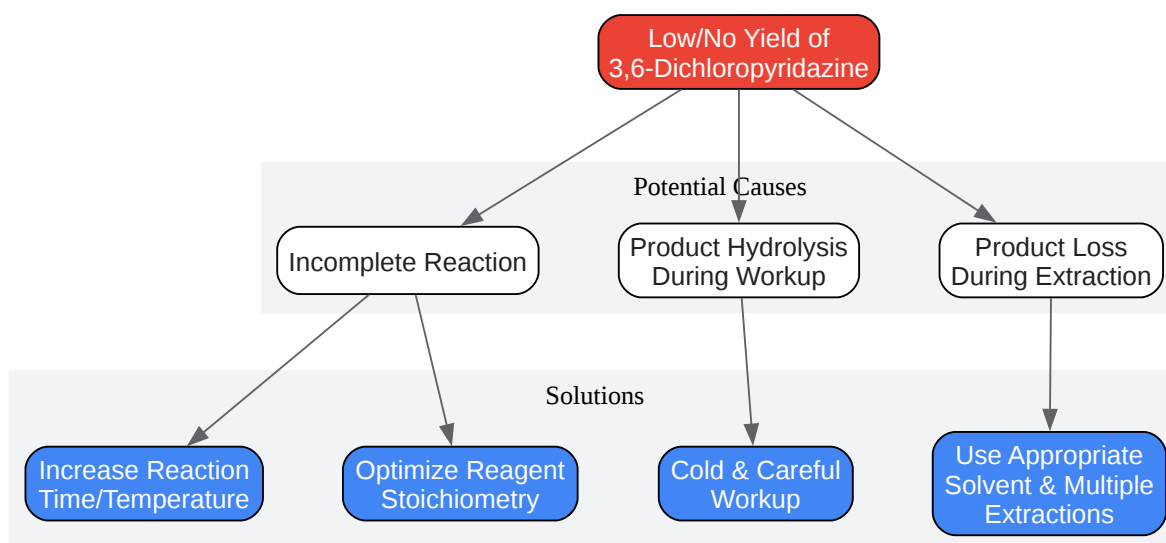 Low/No Yield of
3,6-Dichloropyridazine
Potential Causes
Incomplete Reaction
Product Hydrolysis
During Workup
Product Loss
During Extraction
Solutions
Increase Reaction
Time/Temperature
Optimize Reagent
Stoichiometry
Cold & Careful
Workup
Use Appropriate
Solvent & Multiple
Extractions